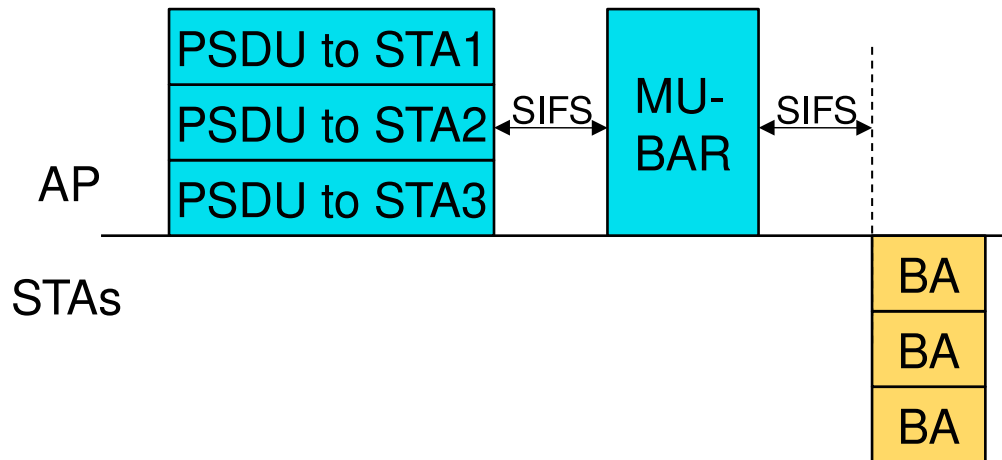 PSDU to STA1
PSDU to STA2
PSDU to STA3
SIFS
MU-
BAR
SIFS
AP
STAs
BA
BA
BA